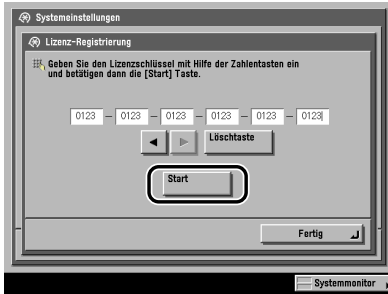 Systemeinstellungen
Lizenz-Registrierung
Geben Sie den Lizenzschlüssel mit Hilfe der Zahlentasten ein
und betätigen dann die [Start] Taste.
0123 – 0123 – 0123 – 0123 – 0123 – 0123
◄ ► Löschtaste
Start
Fertig
Systemmonitor